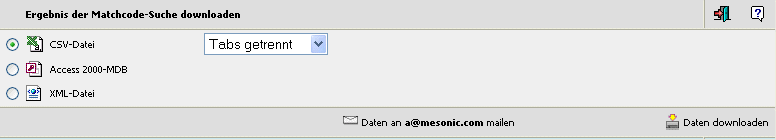 Ergebnis der Matchcode-Suche downloaden
CSV-Datei Tabs getrennt
Access 2000-MDB
XML-Datei
Daten an a@mesonic.com mailen Daten downloaden